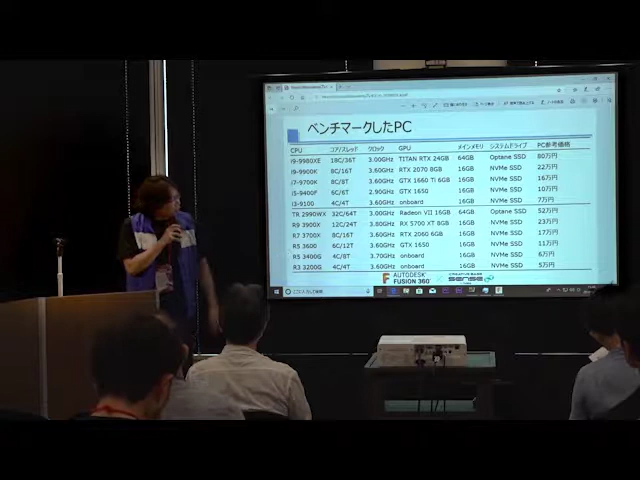 ベンチマークしたPC
CPU コア/スレッド クロック GPU メインメモリ システムドライブ PC参考価格
i9-9980XE 18C/36T 3.00GHz TITAN RTX 24GB 64GB Optane SSD 80万円
i9-9900K 8C/16T 3.60GHz RTX 2070 8GB 16GB NVMe SSD 22万円
i7-9700K 8C/8T 3.60GHz GTX 1660 Ti 6GB 16GB NVMe SSD 16万円
i5-9400F 6C/6T 2.90GHz GTX 1650 16GB NVMe SSD 10万円
i3-9100 4C/4T 3.60GHz onboard 16GB NVMe SSD 7万円
TR 2990WX 32C/64T 3.00GHz Radeon VII 16GB 64GB Optane SSD 52万円
R9 3900X 12C/24T 3.80GHz RX 5700 XT 8GB 16GB NVMe SSD 23万円
R7 3700X 8C/16T 3.60GHz RTX 2060 6GB 16GB NVMe SSD 17万円
R5 3600 6C/12T 3.60GHz GTX 1650 16GB NVMe SSD 11万円
R5 3400G 4C/8T 3.70GHz onboard 16GB NVMe SSD 6万円
R3 3200G 4C/4T 3.60GHz onboard 16GB NVMe SSD 5万円
AUTODESK
FUSION 360
×
SENSE